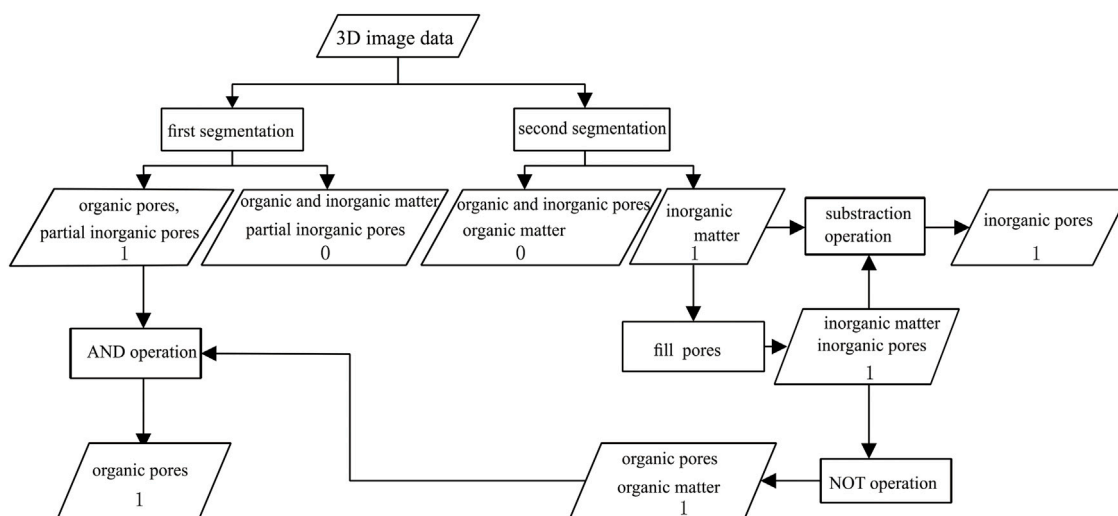 3D image data
first segmentation
second segmentation
organic pores,
partial inorganic pores
1
organic and inorganic matter
partial inorganic pores
0
organic and inorganic pores
organic matter
0
inorganic
matter
1
substraction
operation
inorganic pores
1
AND operation
fill pores
inorganic matter
inorganic pores
1
organic pores
1
organic pores
organic matter
1
NOT operation